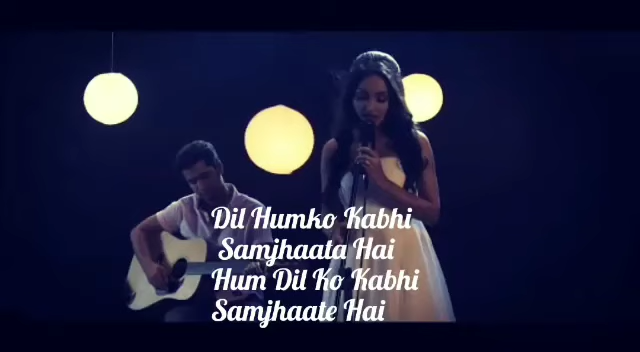 Dil Humko Kabhi
Samjhaata Hai
Hum Dil Ko Kabhi
Samjhaate Hai